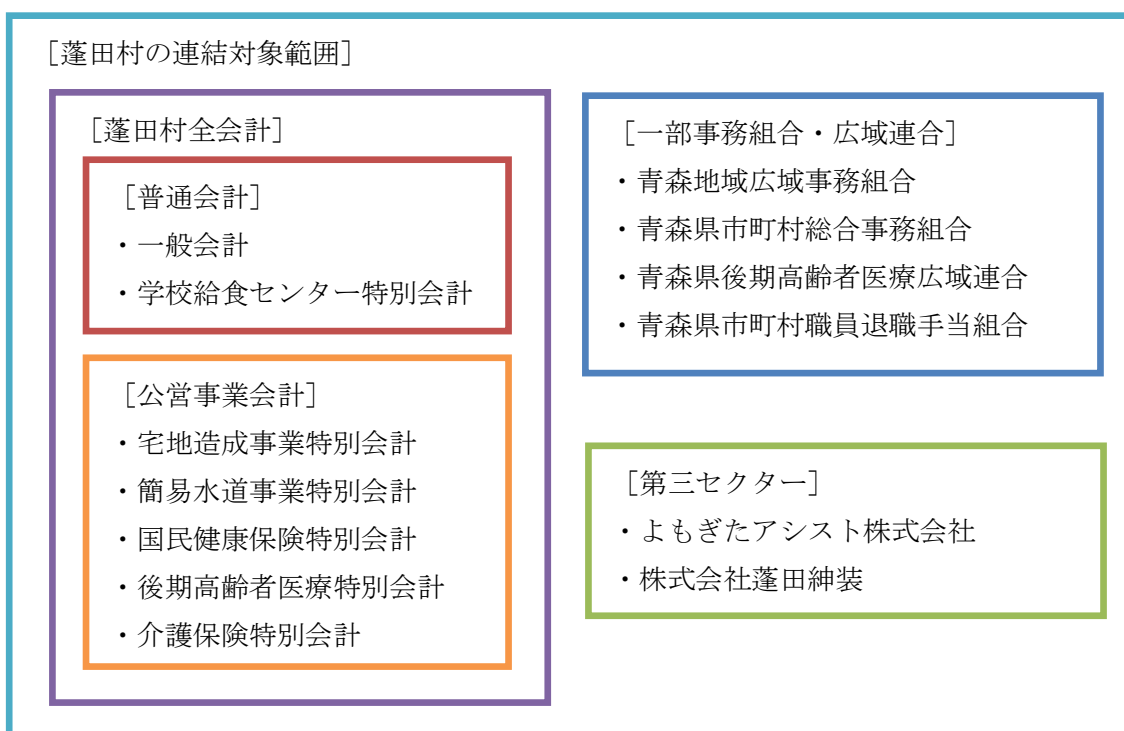 ［蓬田村の連結対象範囲］
［蓬田村全会計］
［普通会計］
・一般会計
・学校給食センター特別会計
［公営事業会計］
・宅地造成事業特別会計
・簡易水道事業特別会計
・国民健康保険特別会計
・後期高齢者医療特別会計
・介護保険特別会計
［一部事務組合・広域連合］
・青森地域広域事務組合
・青森県市町村総合事務組合
・青森県後期高齢者医療広域連合
・青森県市町村職員退職手当組合
［第三セクター］
・よもぎたアシスト株式会社
・株式会社蓬田紳装